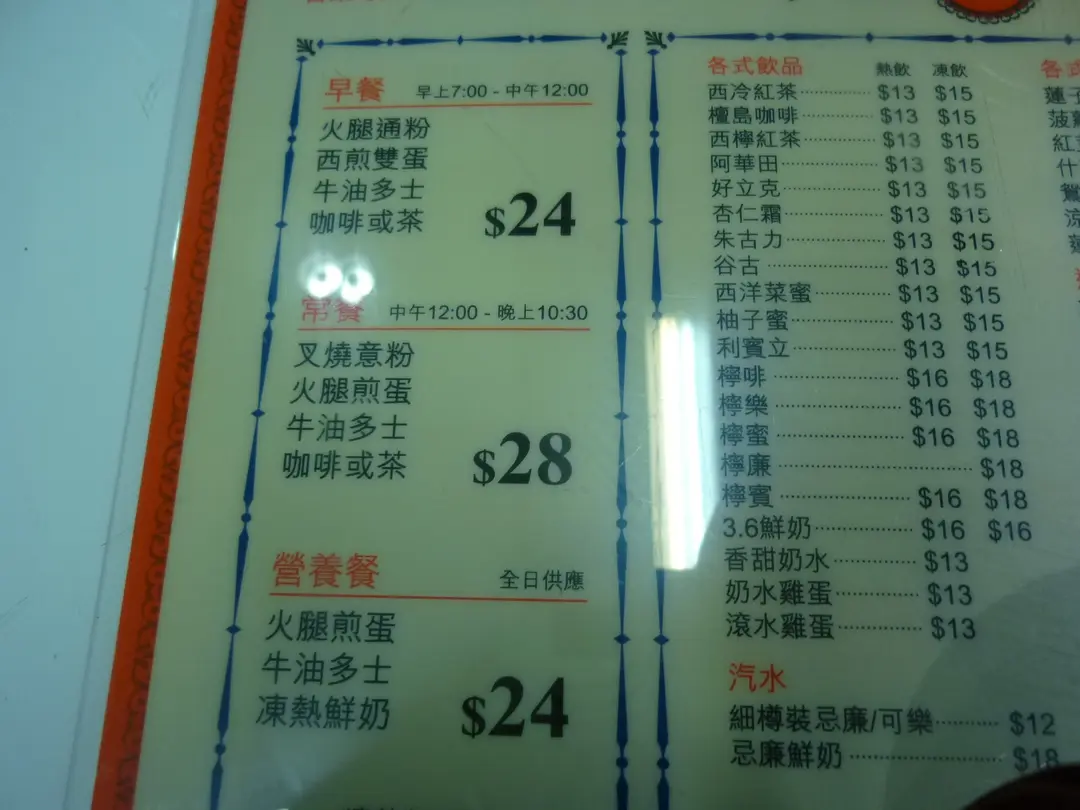 早餐 早上7:00 - 中午12:00
火腿通粉
西煎雙蛋
牛油多士
咖啡或茶 $24
常餐 中午12:00 - 晚上10:30
叉燒意粉
火腿煎蛋
牛油多士
咖啡或茶 $28
營養餐 全日供應
火腿煎蛋
牛油多士
凍熱鮮奶 $24
各式飲品 熱飲 凍飲
西冷紅茶 $13 $15
檀島咖啡 $13 $15
西檸紅茶 $13 $15
阿華田 $13 $15
好立克 $13 $15
杏仁霜 $13 $15
朱古力 $13 $15
谷古 $13 $15
西洋菜蜜 $13 $15
柚子蜜 $13 $15
利賓立 $13 $15
檸啡 $16 $18
檸樂 $16 $18
檸蜜 $16 $18
檸廉 $18
檸賓 $16 $18
3.6鮮奶 $16 $16
香甜奶水 $13
奶水雞蛋 $13
滾水雞蛋 $13
汽水
細樽裝忌廉/可樂 $12
忌廉鮮奶 $18
各
蓮子
菠
紅
什